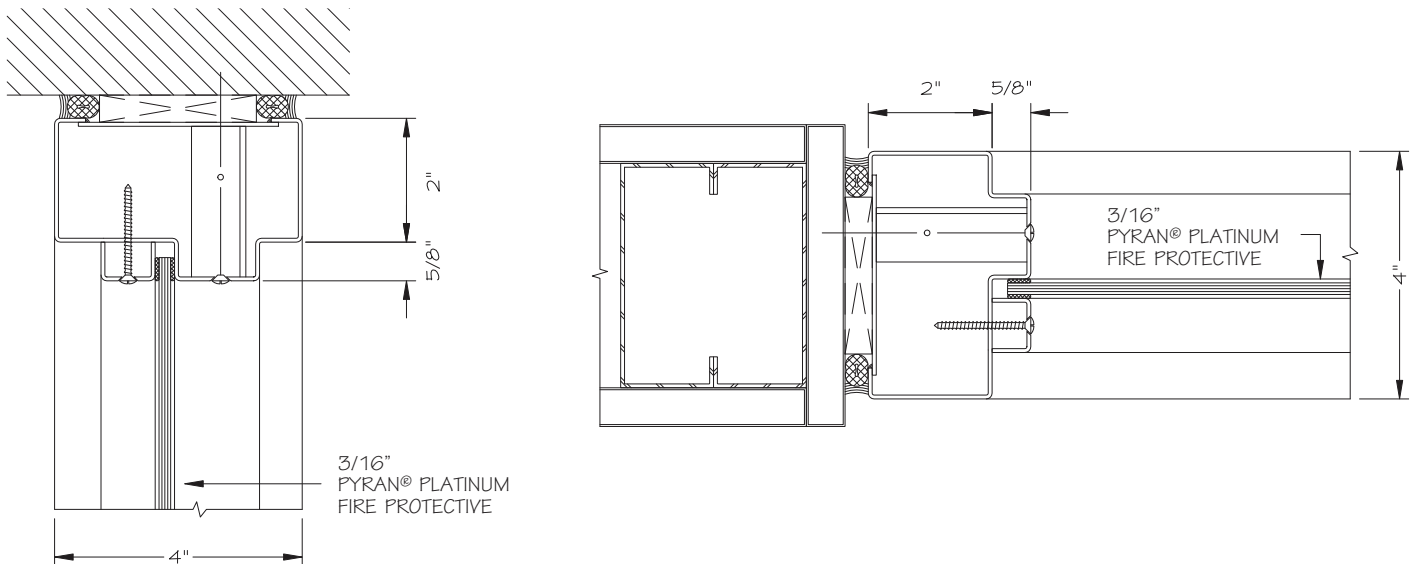 2"
5/8"
3/16"
PYRAN® PLATINUM
FIRE PROTECTIVE
4"
2"
5/8"
3/16"
PYRAN® PLATINUM
FIRE PROTECTIVE
4"